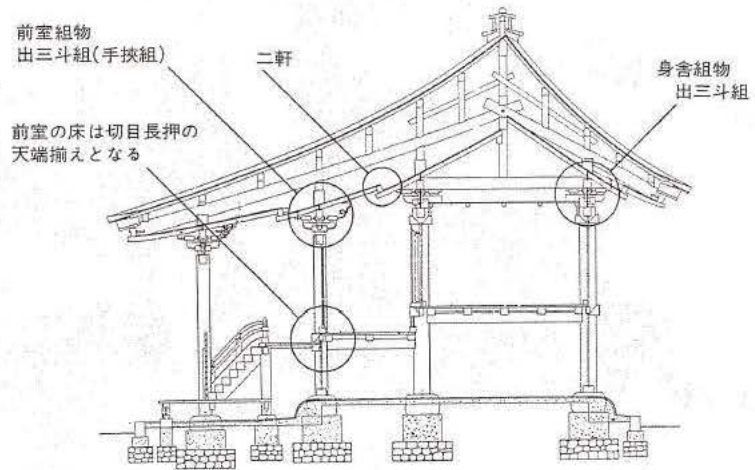 前室組物
出三斗組(手挾組)
二軒
身舎組物
出三斗組
前室の床は切目長押の
天端揃えとなる